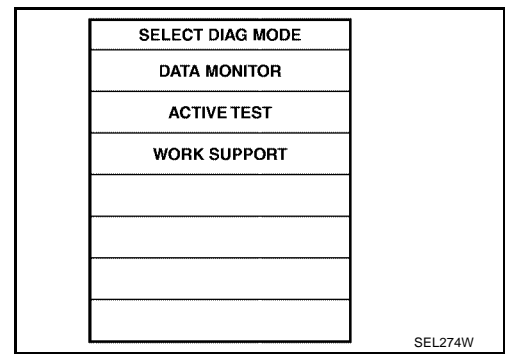 SELECT DIAG MODE
DATA MONITOR
ACTIVE TEST
WORK SUPPORT
SEL274W